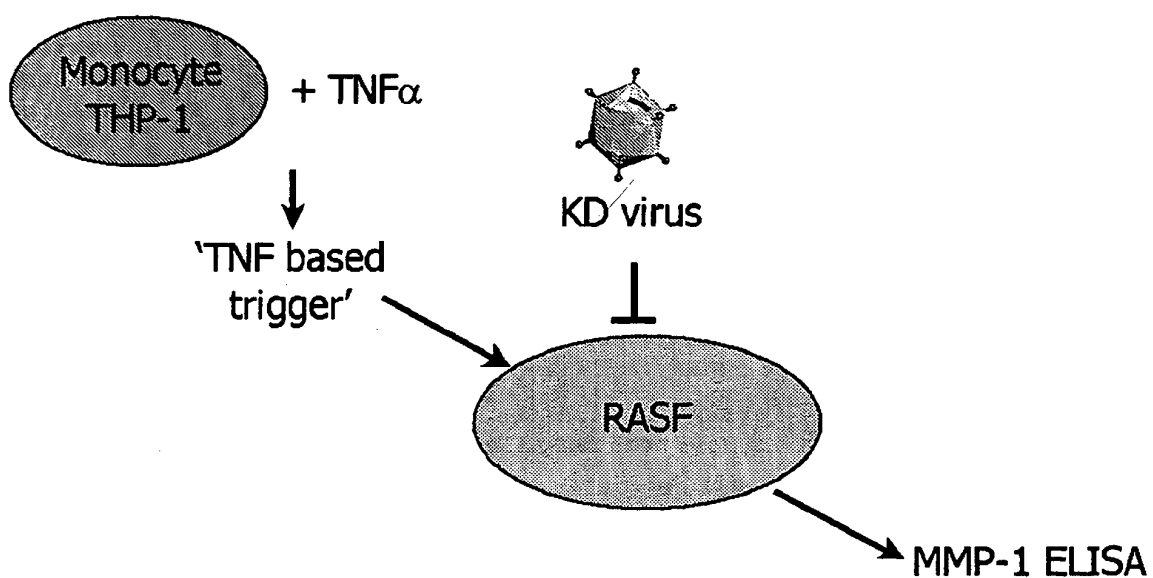 Monocyte
THP-1
+ TNFα
KD virus
‘TNF based
trigger’
RASF
MMP-1 ELISA